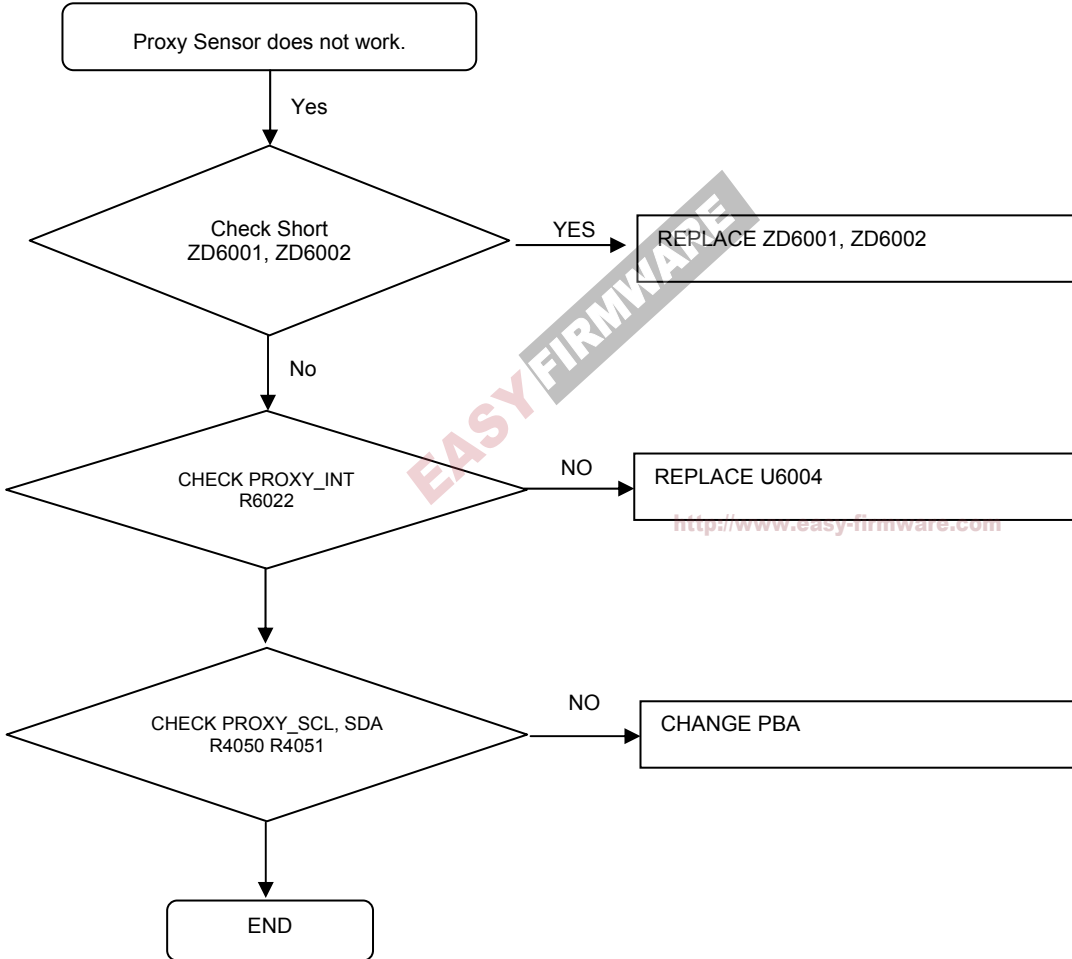 Proxy Sensor does not work.
Yes
Check Short
ZD6001, ZD6002
YES
REPLACE ZD6001, ZD6002
No
EASY FIRMWARE
CHECK PROXY_INT
R6022
NO
REPLACE U6004
http://www.easy-firmware.com
CHECK PROXY_SCL, SDA
R4050 R4051
NO
CHANGE PBA
END